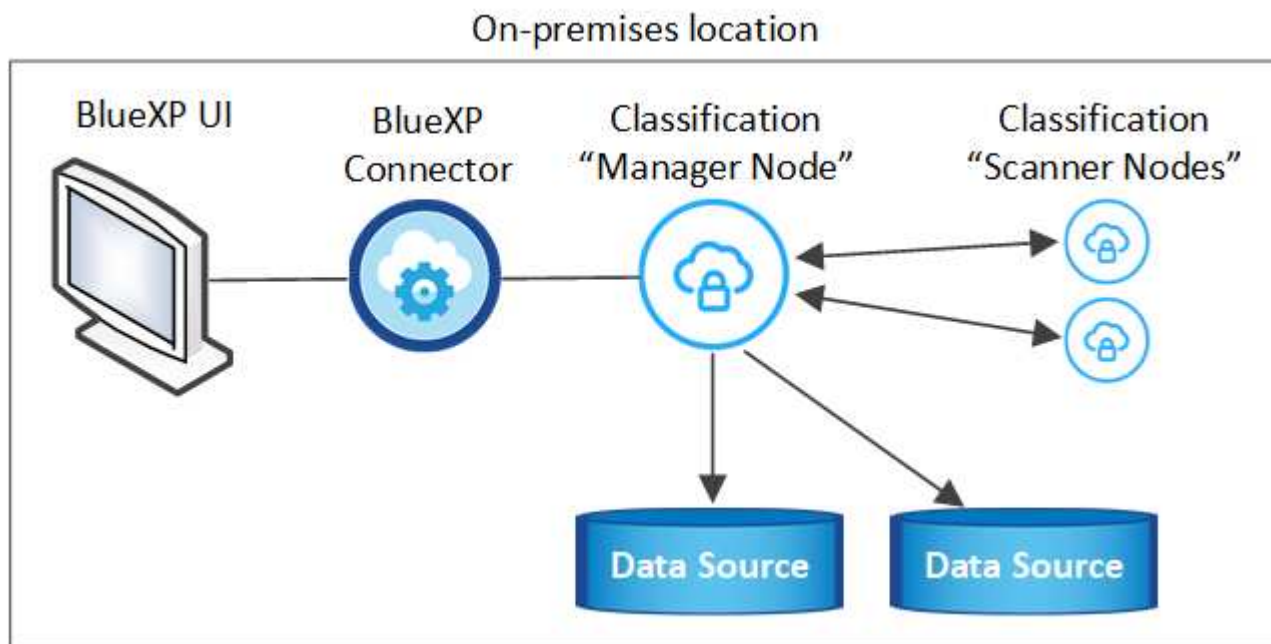 On-premises location
BlueXP UI
BlueXP
Connector
Classification
“Manager Node”
Classification
“Scanner Nodes”
Data Source
Data Source